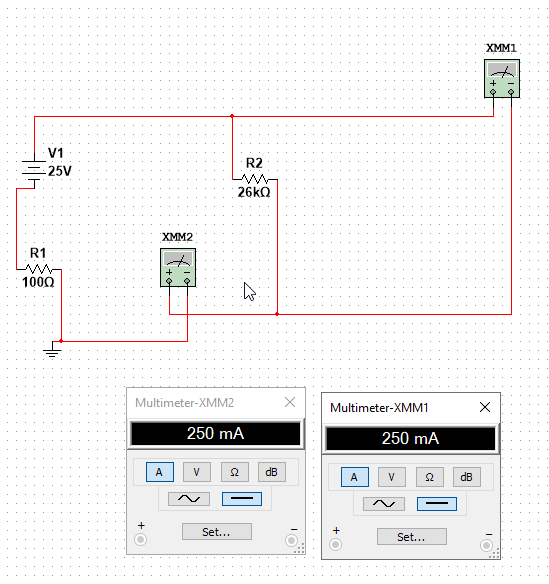 XMM1
+ −
V1
25V
R2
26kΩ
R1
100Ω
XMM2
+ −
Multimeter-XMM2
250 mA
A V Ω dB
+ Set... −
Multimeter-XMM1
250 mA
A V Ω dB
+ Set... −